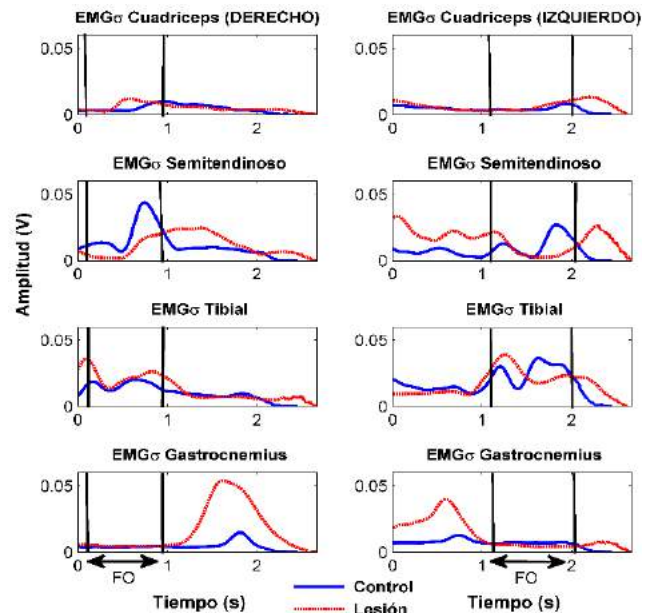 EMGσ Cuadriceps (DERECHO)
0.05
0
0 1 2
EMGσ Cuadriceps (IZQUIERDO)
0.05
0
0 1 2
EMGσ Semitendinoso
0.05
0
0 1 2
EMGσ Semitendinoso
0.05
0
0 1 2
Amplitud (V)
EMGσ Tibial
0.05
0
0 1 2
EMGσ Tibial
0.05
0
0 1 2
EMGσ Gastrocnemius
0.05
0
0 1 2
FO
Tiempo (s)
EMGσ Gastrocnemius
0.05
0
0 1 2
FO
Tiempo (s)
Control
Lesión